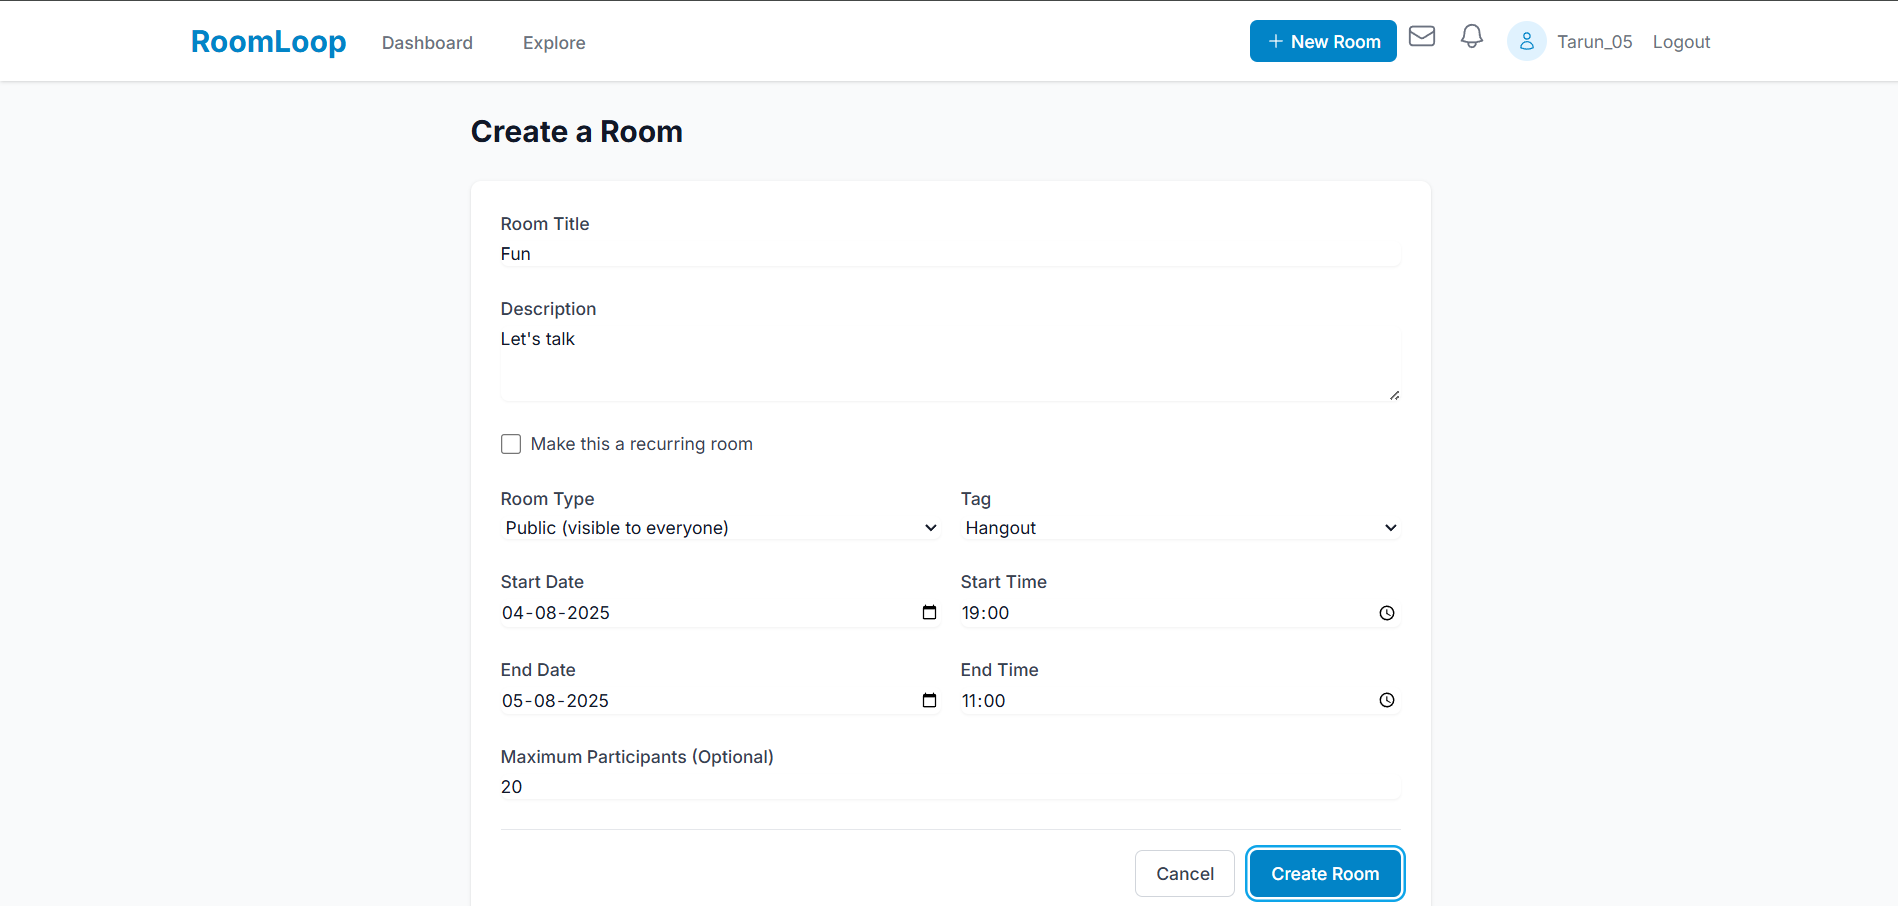 RoomLoop Dashboard Explore + New Room Tarun_05 Logout
Create a Room
Room Title
Fun
Description
Let's talk
Make this a recurring room
Room Type Tag
Public (visible to everyone) Hangout
Start Date Start Time
04-08-2025 19:00
End Date End Time
05-08-2025 11:00
Maximum Participants (Optional)
20
Cancel Create Room